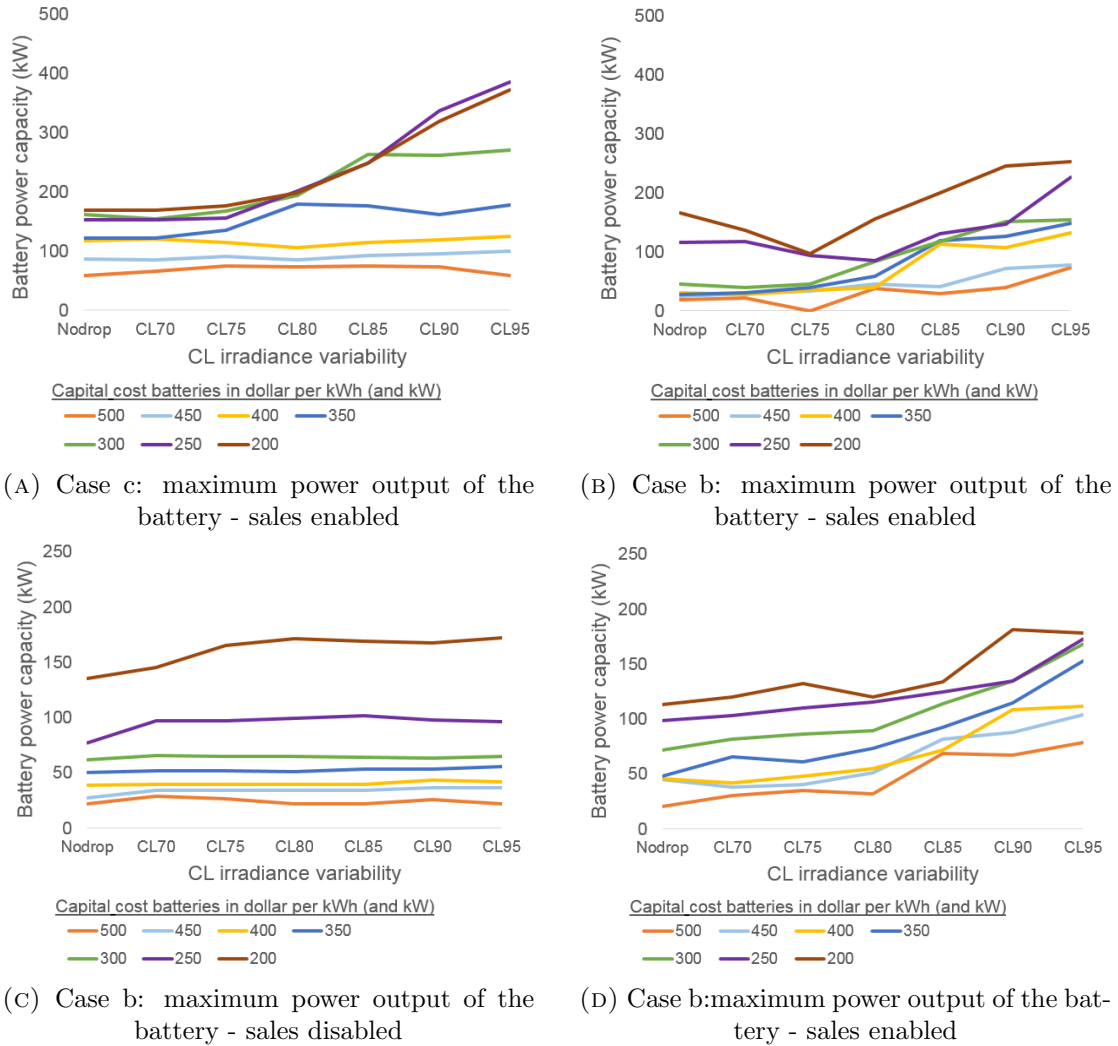 500
400
300
200
100
0
Battery power capacity (kW)
Nodrop CL70 CL75 CL80 CL85 CL90 CL95
CL irradiance variability
Capital cost batteries in dollar per kWh (and kW)
500 450 400 350
300 250 200
(A) Case c: maximum power output of the
battery - sales enabled
500
400
300
200
100
0
Battery power capacity (kW)
Nodrop CL70 CL75 CL80 CL85 CL90 CL95
CL irradiance variability
Capital cost batteries in dollar per kWh (and kW)
500 450 400 350
300 250 200
(B) Case b: maximum power output of the
battery - sales enabled
250
200
150
100
50
0
Battery power capacity (kW)
Nodrop CL70 CL75 CL80 CL85 CL90 CL95
CL irradiance variability
Capital cost batteries in dollar per kWh (and kW)
500 450 400 350
300 250 200
(C) Case b: maximum power output of the
battery - sales disabled
250
200
150
100
50
0
Battery power capacity (kW)
Nodrop CL70 CL75 CL80 CL85 CL90 CL95
CL irradiance variability
Capital cost batteries in dollar per kWh (and kW)
500 450 400 350
300 250 200
(D) Case b:maximum power output of the bat-
tery - sales enabled